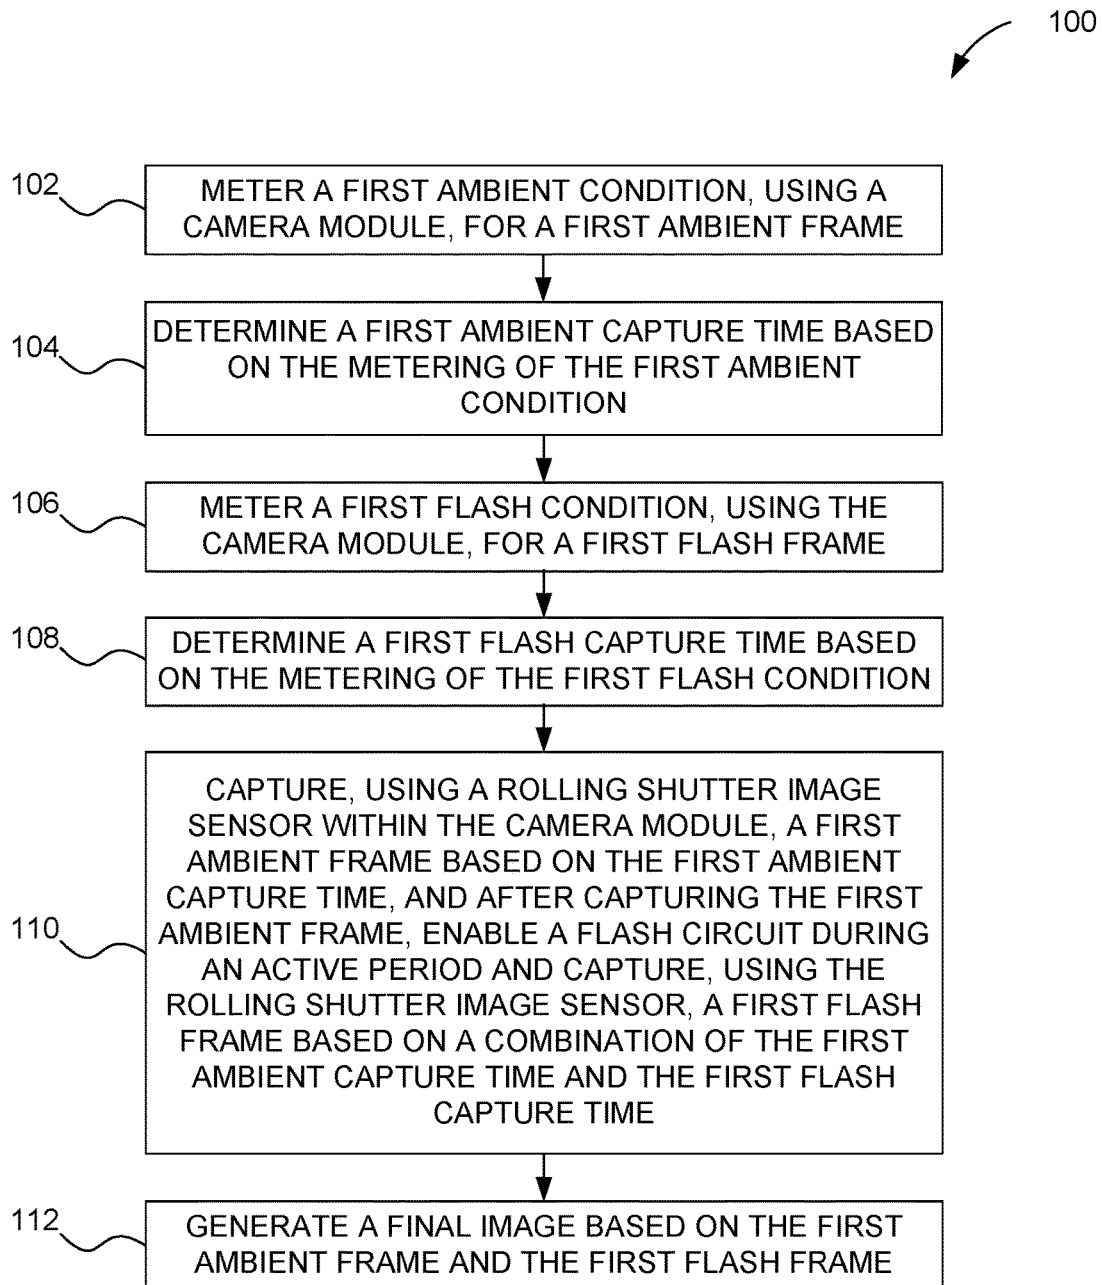 100
102
METER A FIRST AMBIENT CONDITION, USING A
CAMERA MODULE, FOR A FIRST AMBIENT FRAME
104
DETERMINE A FIRST AMBIENT CAPTURE TIME BASED
ON THE METERING OF THE FIRST AMBIENT
CONDITION
106
METER A FIRST FLASH CONDITION, USING THE
CAMERA MODULE, FOR A FIRST FLASH FRAME
108
DETERMINE A FIRST FLASH CAPTURE TIME BASED
ON THE METERING OF THE FIRST FLASH CONDITION
110
CAPTURE, USING A ROLLING SHUTTER IMAGE
SENSOR WITHIN THE CAMERA MODULE, A FIRST
AMBIENT FRAME BASED ON THE FIRST AMBIENT
CAPTURE TIME, AND AFTER CAPTURING THE FIRST
AMBIENT FRAME, ENABLE A FLASH CIRCUIT DURING
AN ACTIVE PERIOD AND CAPTURE, USING THE
ROLLING SHUTTER IMAGE SENSOR, A FIRST FLASH
FRAME BASED ON A COMBINATION OF THE FIRST
AMBIENT CAPTURE TIME AND THE FIRST FLASH
CAPTURE TIME
112
GENERATE A FINAL IMAGE BASED ON THE FIRST
AMBIENT FRAME AND THE FIRST FLASH FRAME